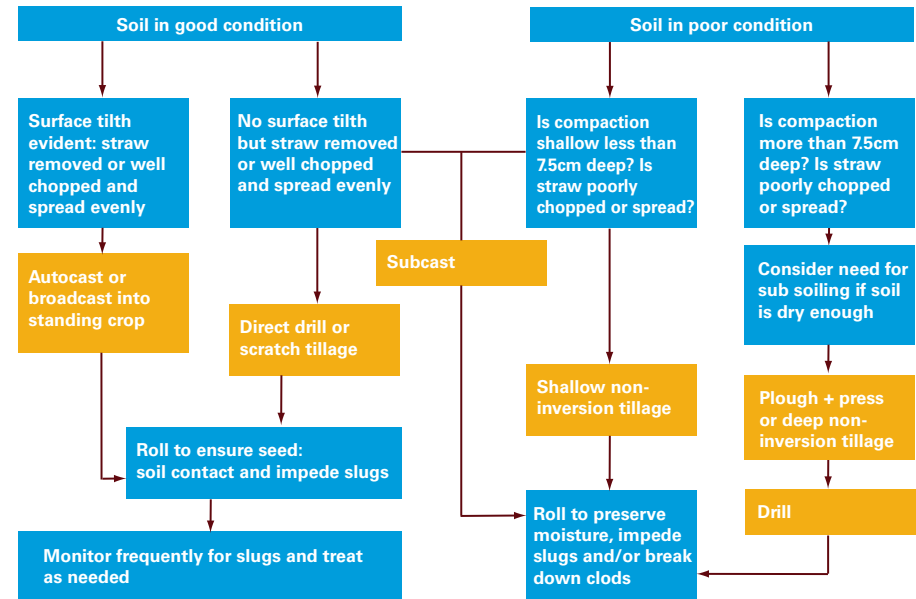 Soil in good condition
Soil in poor condition
Surface tilth
evident: straw
removed or well
chopped and
spread evenly
No surface tilth
but straw removed
or well chopped
and spread evenly
Is compaction
shallow less than
7.5cm deep? Is
straw poorly
chopped or spread?
Is compaction
more than 7.5cm
deep? Is straw
poorly chopped
or spread?
Autocast or
broadcast into
standing crop
Subcast
Consider need for
sub soiling if soil
is dry enough
Direct drill or
scratch tillage
Shallow non-
inversion tillage
Plough + press
or deep non-
inversion tillage
Roll to ensure seed:
soil contact and impede slugs
Roll to preserve
moisture, impede
slugs and/or break
down clods
Drill
Monitor frequently for slugs and treat
as needed